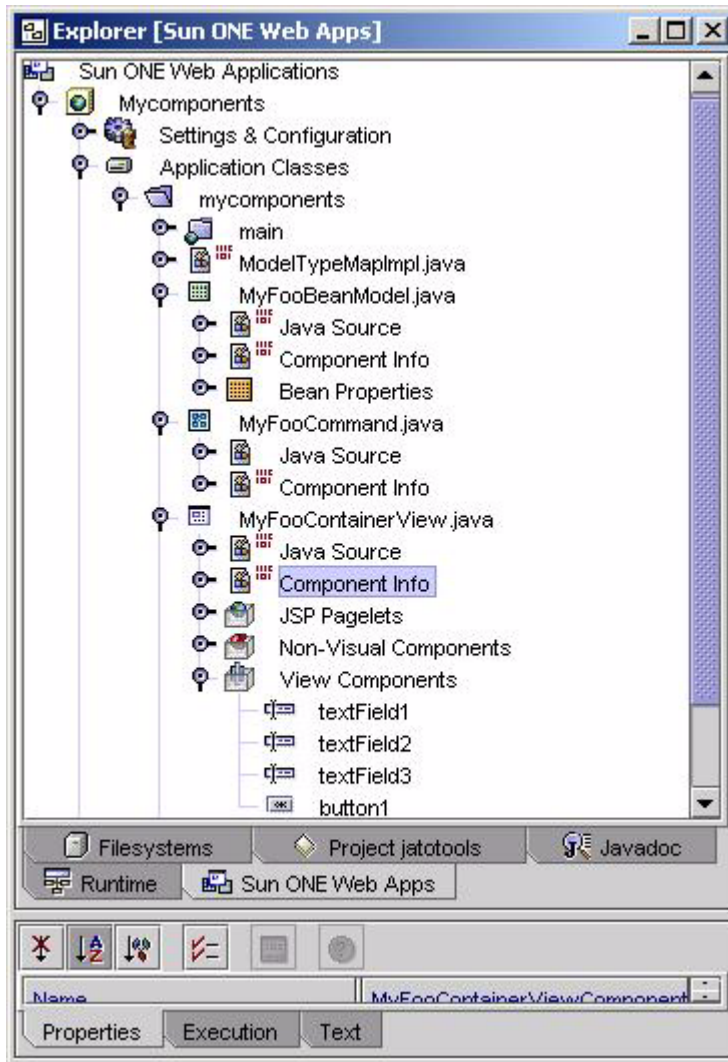 Explorer [Sun ONE Web Apps]
Sun ONE Web Applications
Mycomponents
Settings & Configuration
Application Classes
mycomponents
main
ModelTypeMapImpl.java
MyFooBeanModel.java
Java Source
Component Info
Bean Properties
MyFooCommand.java
Java Source
Component Info
MyFooContainerView.java
Java Source
Component Info
JSP Pagelets
Non-Visual Components
View Components
textField1
textField2
textField3
button1
Filesystems Project jatotools Javadoc
Runtime Sun ONE Web Apps
Name MyFooContainerViewComponent
Properties Execution Text